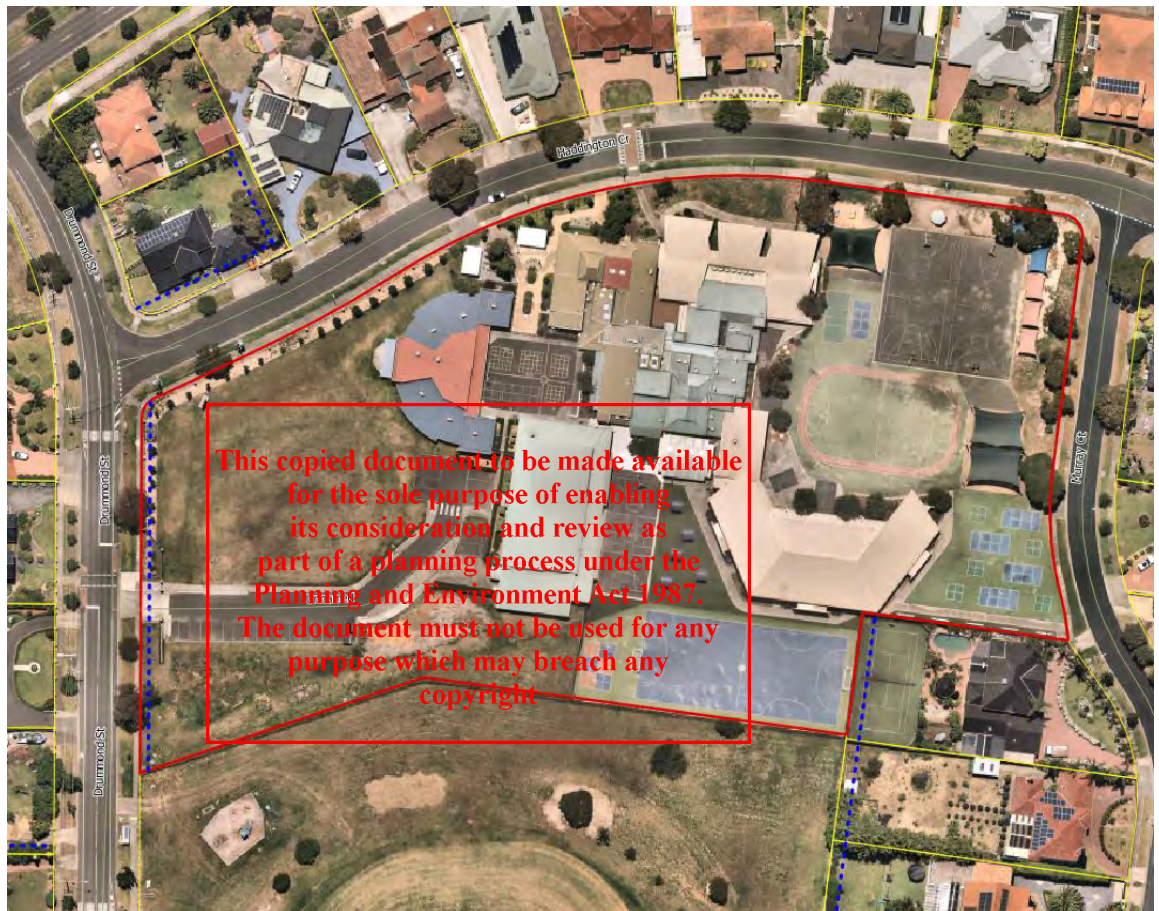 Haddington Cr
Drummond St
Drummond St
Murray Ct
This copied document to be made available
for the sole purpose of enabling
its consideration and review as
part of a planning process under the
Planning and Environment Act 1987.
The document must not be used for any
purpose which may breach any
copyright
Drummond St